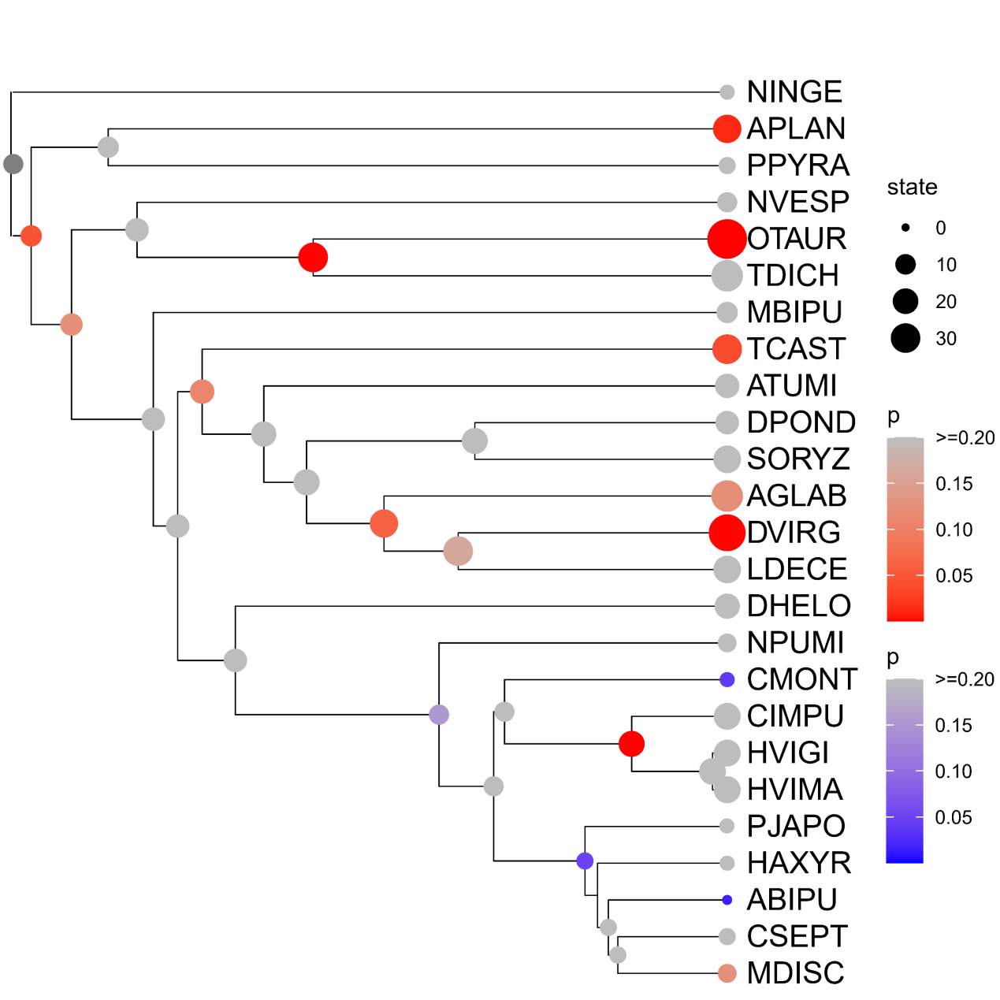 NINGE
APLAN
PPYRA
NVESP
OTAUR
TDICH
MBIPU
TCAST
ATUMI
DPOND
SORYZ
AGLAB
DVIRG
LDECE
DHELO
NPUMI
CMONT
CIMPU
HVIGI
HVIMA
PJAPO
HAXYR
ABIPU
CSEPT
MDISC
state
0
10
20
30
p
>=0.20
0.15
0.10
0.05
p
>=0.20
0.15
0.10
0.05